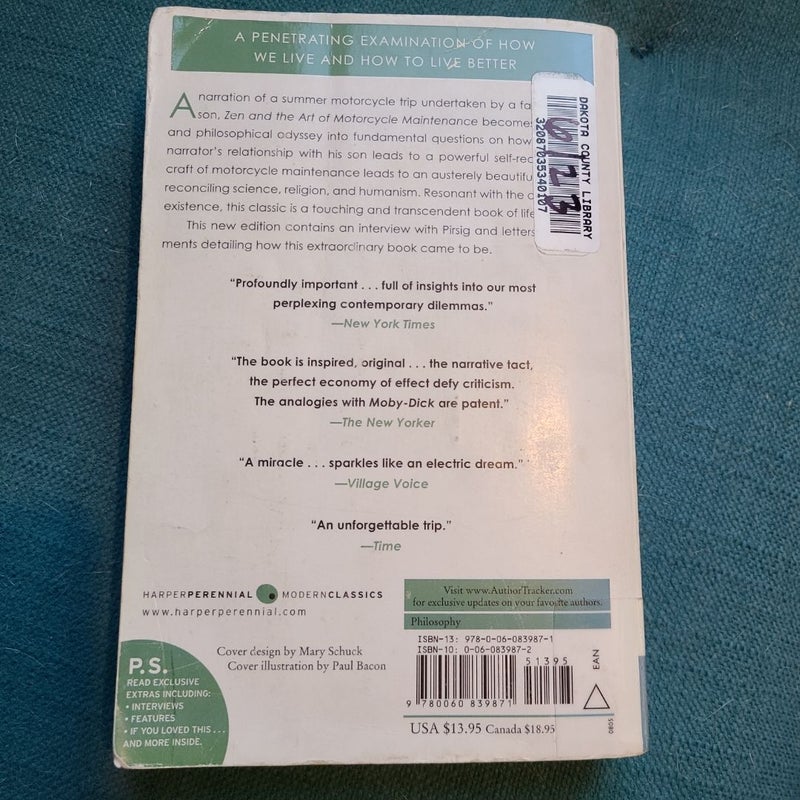 A PENETRATING EXAMINATION OF HOW
WE LIVE AND HOW TO LIVE BETTER
A narration of a summer motorcycle trip undertaken by a fa
son, Zen and the Art of Motorcycle Maintenance becomes
and philosophical odyssey into fundamental questions on how
narrator's relationship with his son leads to a powerful self-rec
craft of motorcycle maintenance leads to an austerely beautifu
reconciling science, religion, and humanism. Resonant with the c
existence, this classic is a touching and transcendent book of life
This new edition contains an interview with Pirsig and letters
ments detailing how this extraordinary book came to be.
DAKOTA COUNTY LIBRARY
32087035340107
6/23
"Profoundly important . . . full of insights into our most
perplexing contemporary dilemmas."
—New York Times
"The book is inspired, original . . . the narrative tact,
the perfect economy of effect defy criticism.
The analogies with Moby-Dick are patent."
—The New Yorker
"A miracle . . . sparkles like an electric dream."
—Village Voice
"An unforgettable trip."
—Time
HARPERPERENNIAL MODERNCLASSICS
www.harperperennial.com
P.S.
READ EXCLUSIVE
EXTRAS INCLUDING:
• INTERVIEWS
• FEATURES
• IF YOU LOVED THIS . . .
AND MORE INSIDE.
Cover design by Mary Schuck
Cover illustration by Paul Bacon
Visit www.AuthorTracker.com
for exclusive updates on your favorite authors.
Philosophy
ISBN-13: 978-0-06-083987-1
ISBN-10: 0-06-083987-2
51395
EAN
9 780060 839871
USA $13.95 Canada $18.95
0805